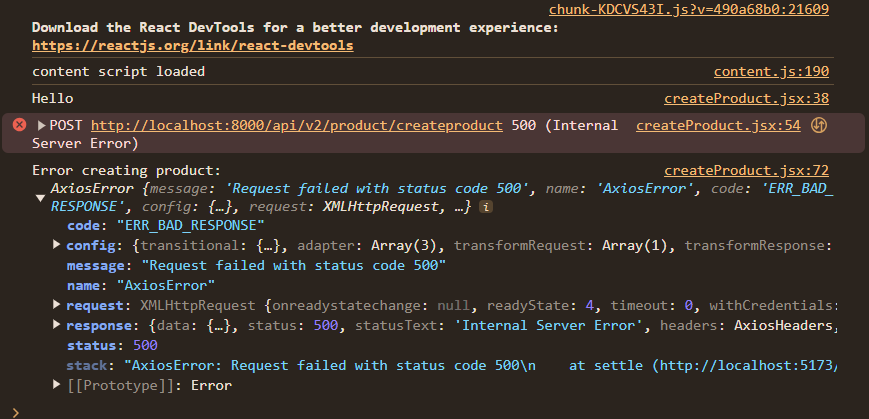 chunk-KDCVS43I.js?v=490a68b0:21609
Download the React DevTools for a better development experience:
https://reactjs.org/link/react-devtools
content script loaded content.js:190
Hello createProduct.jsx:38
POST http://localhost:8000/api/v2/product/createproduct 500 (Internal createProduct.jsx:54
Server Error)
Error creating product: createProduct.jsx:72
AxiosError {message: 'Request failed with status code 500', name: 'AxiosError', code: 'ERR_BAD_
RESPONSE', config: {…}, request: XMLHttpRequest, …} i
code: "ERR_BAD_RESPONSE"
config: {transitional: {…}, adapter: Array(3), transformRequest: Array(1), transformResponse:
message: "Request failed with status code 500"
name: "AxiosError"
request: XMLHttpRequest {onreadystatechange: null, readyState: 4, timeout: 0, withCredentials:
response: {data: {…}, status: 500, statusText: 'Internal Server Error', headers: AxiosHeaders,
status: 500
stack: "AxiosError: Request failed with status code 500\n    at settle (http://localhost:5173/
[[Prototype]]: Error